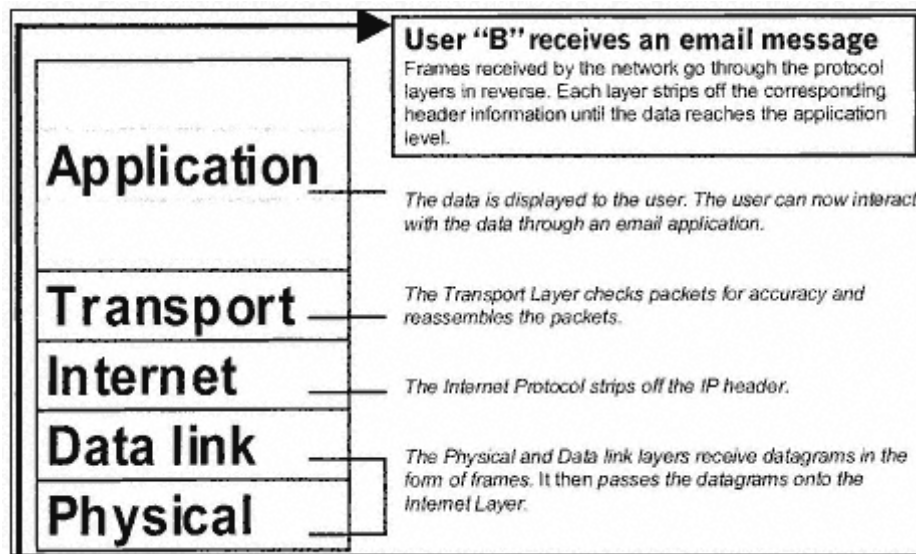 User “B” receives an email message
Frames received by the network go through the protocol
layers in reverse. Each layer strips off the corresponding
header information until the data reaches the application
level.
Application
The data is displayed to the user. The user can now interact
with the data through an email application.
Transport
The Transport Layer checks packets for accuracy and
reassembles the packets.
Internet
The Internet Protocol strips off the IP header.
Data link
The Physical and Data link layers receive datagrams in the
form of frames. It then passes the datagrams onto the
Internet Layer.
Physical